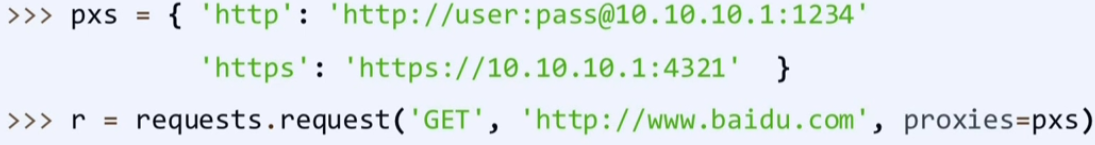 >>> pxs = { 'http': 'http://user:pass@10.10.10.1:1234'
'https': 'https://10.10.10.1:4321' }
>>> r = requests.request('GET', 'http://www.baidu.com', proxies=pxs)